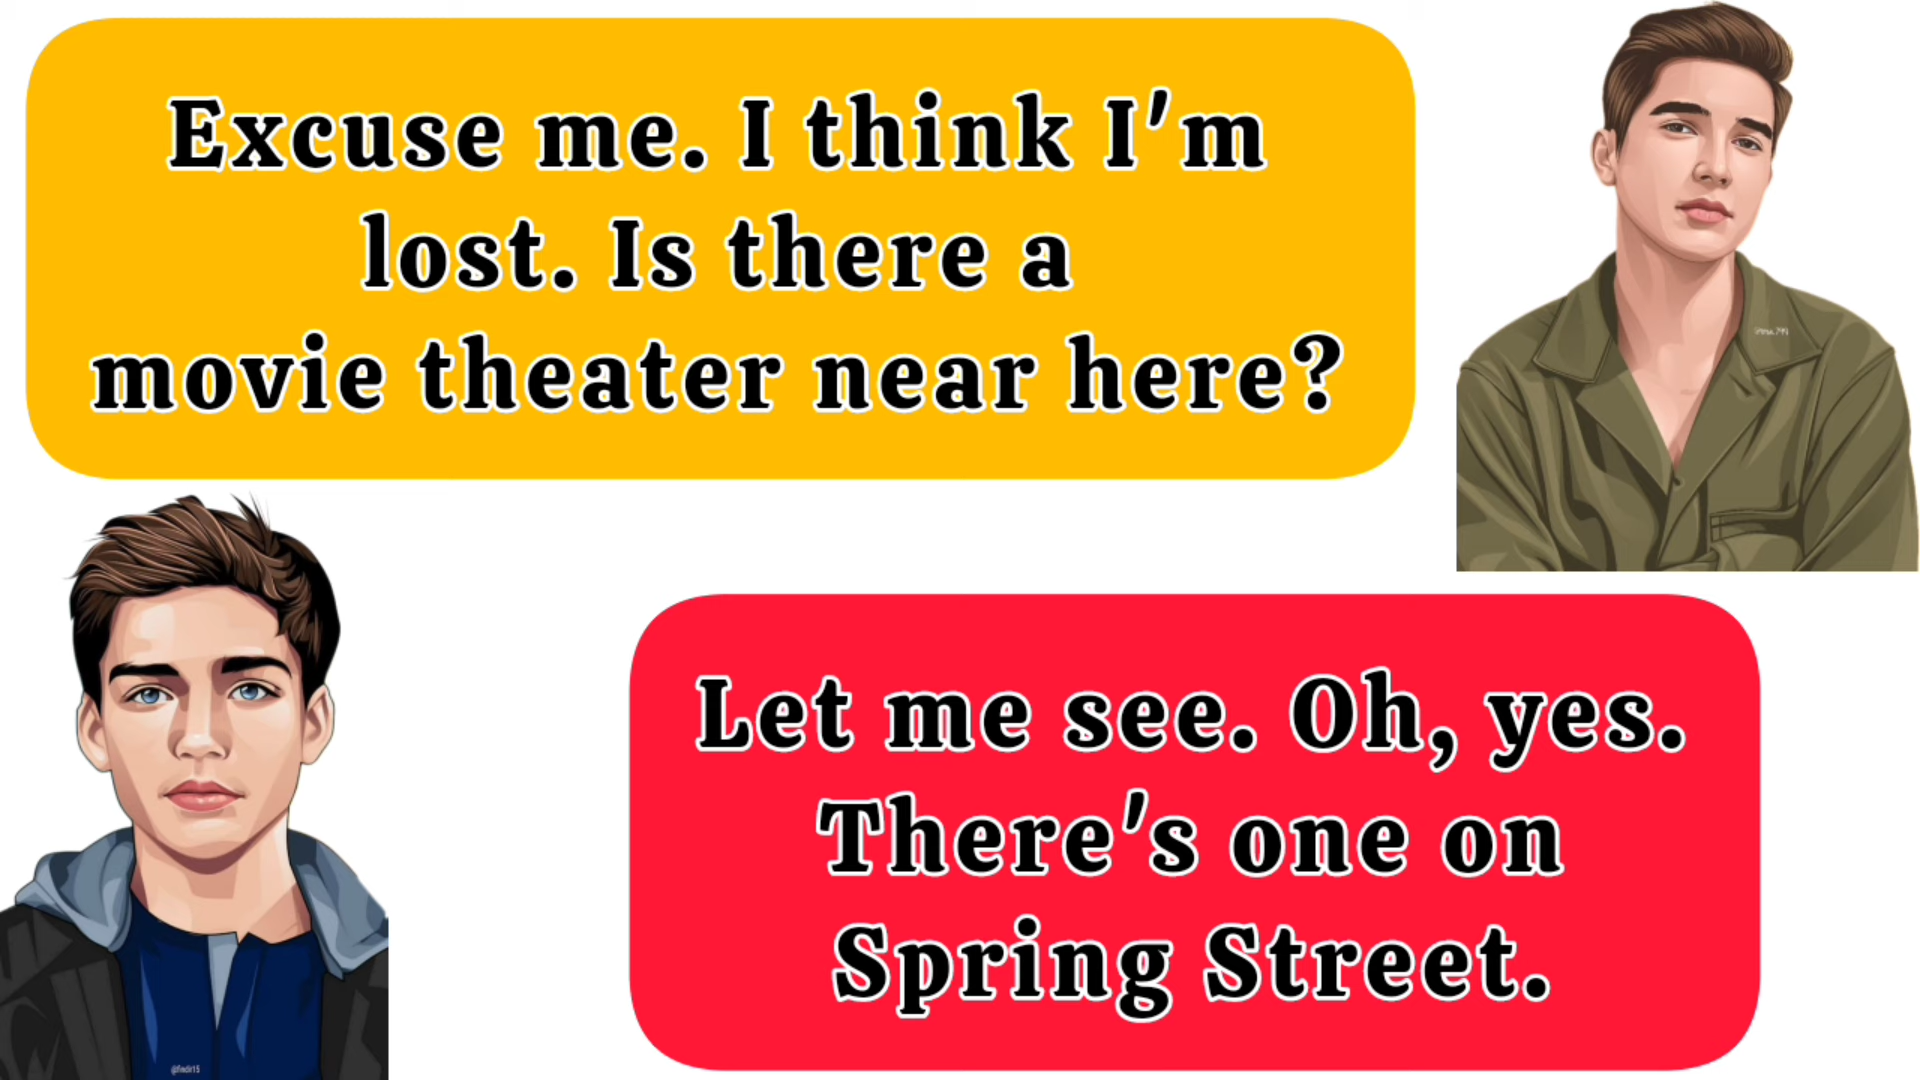 Excuse me. I think I'm
lost. Is there a
movie theater near here?
Let me see. Oh, yes.
There's one on
Spring Street.
@findit15